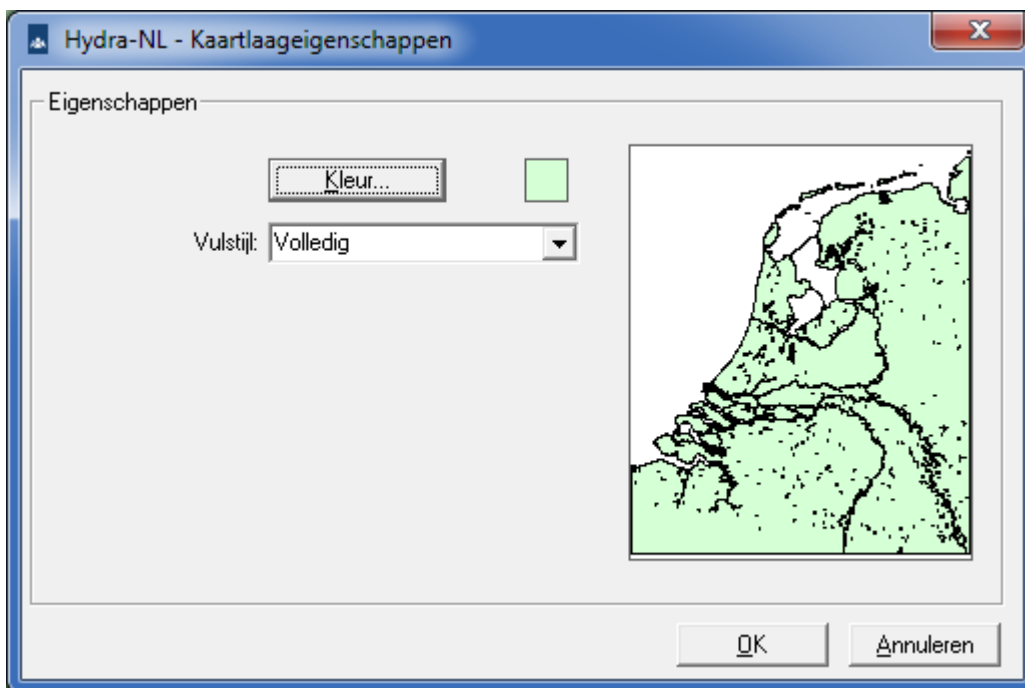 Hydra-NL - Kaartlaageigenschappen
Eigenschappen
Kleur...
Vulstijl: Volledig
OK Annuleren